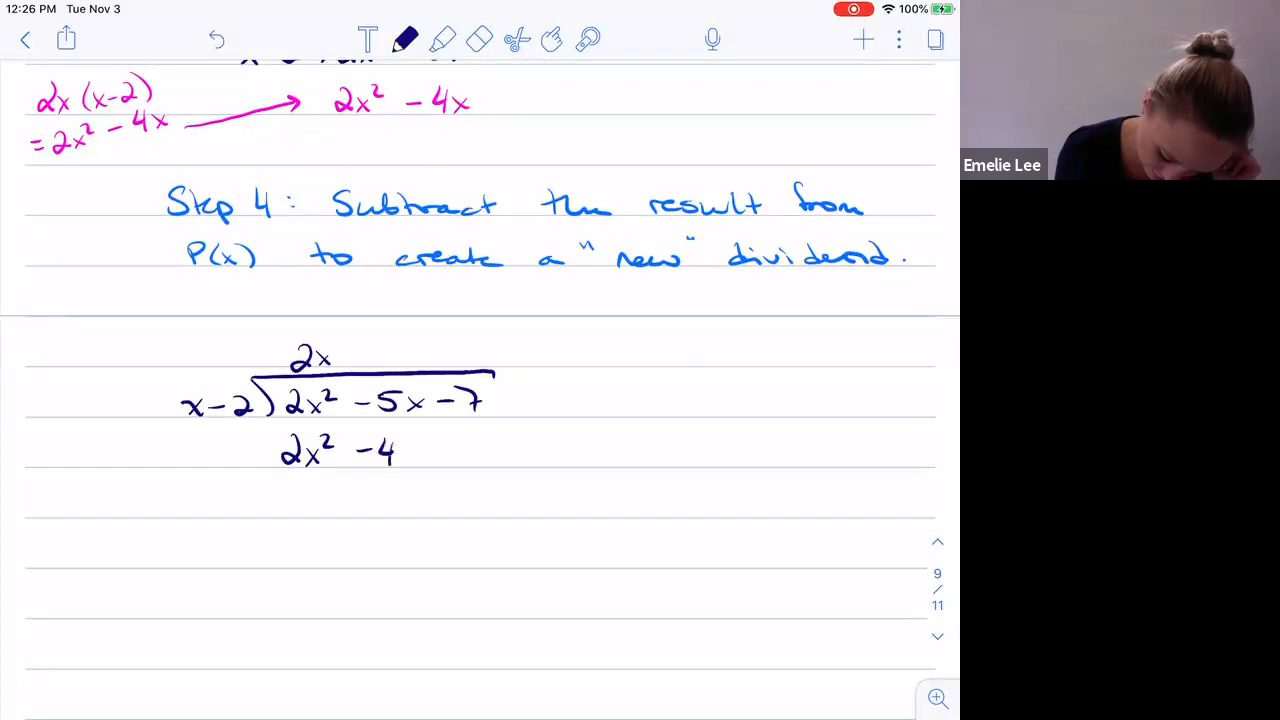 12:26 PM Tue Nov 3
100%
T
2x (x-2)
= 2x² - 4x
2x² - 4x
Step 4: Subtract the result from
P(x) to create a "new" dividend.
2x
x-2) 2x² - 5x - 7
2x² - 4
9
/
11
Emelie Lee